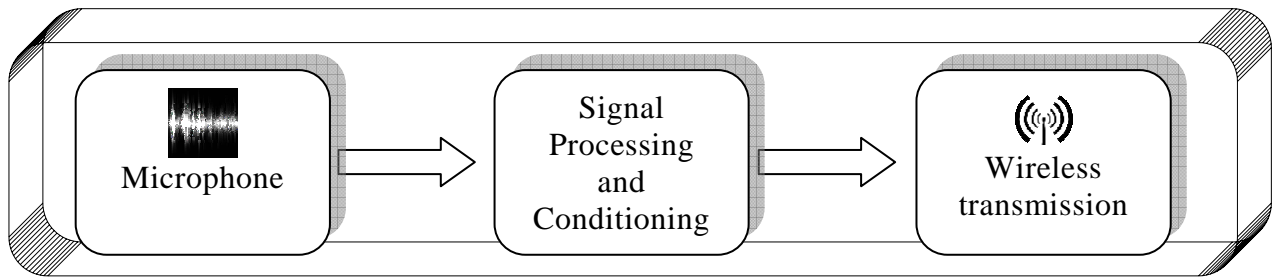 Microphone
Signal
Processing
and
Conditioning
Wireless
transmission